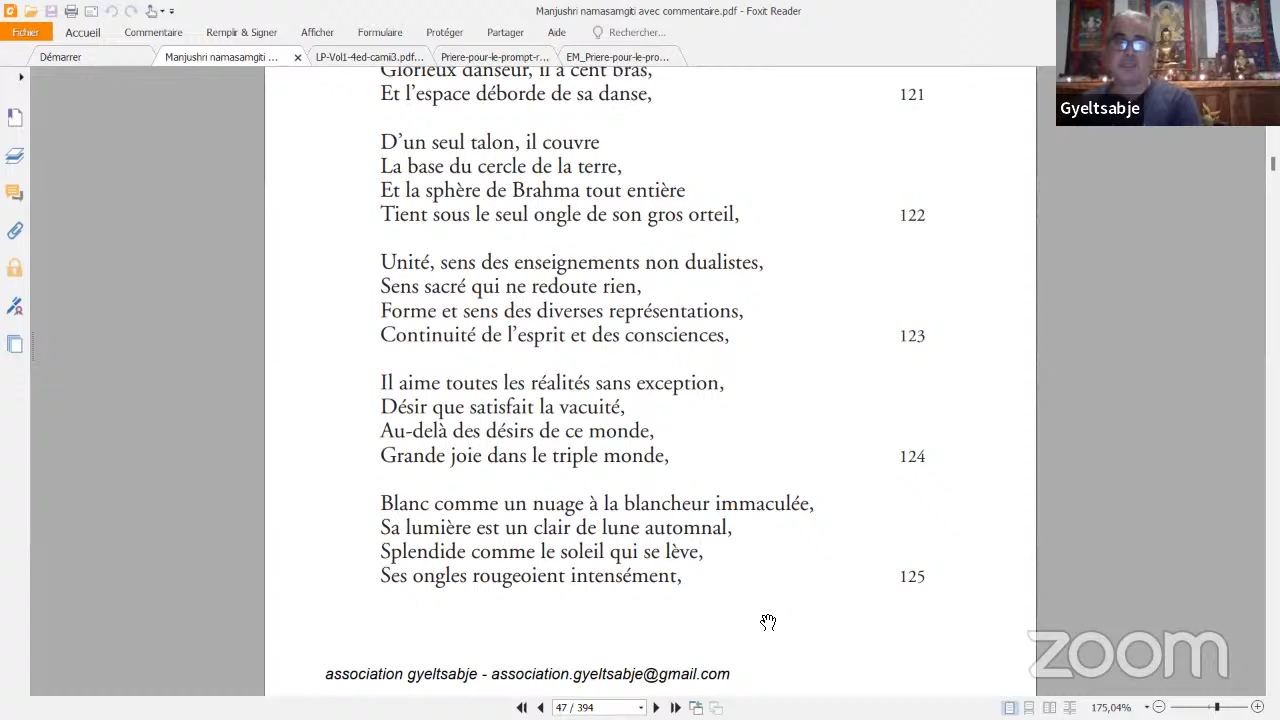 Manjushri namasamgiti avec commentaire.pdf - Foxit Reader
Fichier Accueil Commentaire Remplir & Signer Afficher Formulaire Protéger Partager Aide Recherche...
Démarrer Manjushri namasamgiti ... LP-Vol1-4ed-cami3.pdf... Priere-pour-le-prompt-r... EM_Priere-pour-le-pro...
Gyeltsabje
Glorieux danseur, il a cent bras,
Et l'espace déborde de sa danse, 121
D'un seul talon, il couvre
La base du cercle de la terre,
Et la sphère de Brahma tout entière
Tient sous le seul ongle de son gros orteil, 122
Unité, sens des enseignements non dualistes,
Sens sacré qui ne redoute rien,
Forme et sens des diverses représentations,
Continuité de l'esprit et des consciences, 123
Il aime toutes les réalités sans exception,
Désir que satisfait la vacuité,
Au-delà des désirs de ce monde,
Grande joie dans le triple monde, 124
Blanc comme un nuage à la blancheur immaculée,
Sa lumière est un clair de lune automnal,
Splendide comme le soleil qui se lève,
Ses ongles rougeoient intensément, 125
association gyeltsabje - association.gyeltsabje@gmail.com
zoom
47 / 394 175,04%